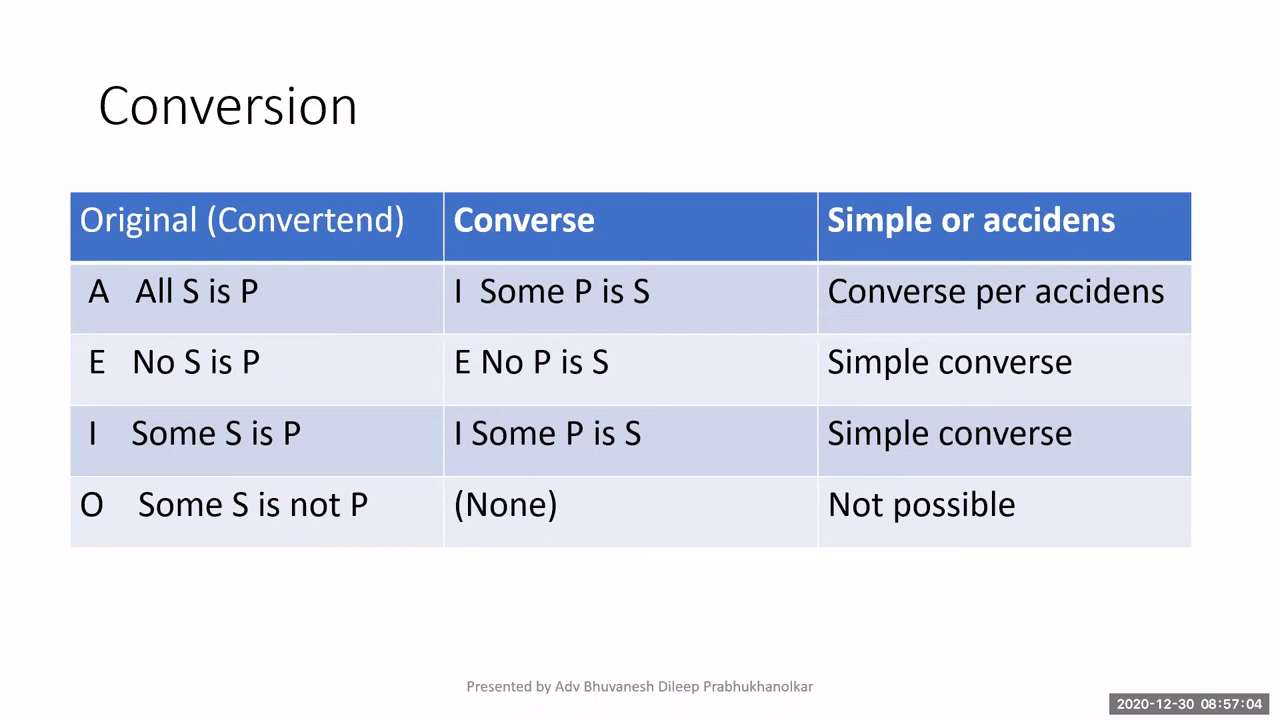 Conversion
Original (Convertend) Converse Simple or accidens
A All S is P I Some P is S Converse per accidens
E No S is P E No P is S Simple converse
I Some S is P I Some P is S Simple converse
O Some S is not P (None) Not possible
Presented by Adv Bhuvanesh Dileep Prabhukhanolkar
2020-12-30 08:57:04